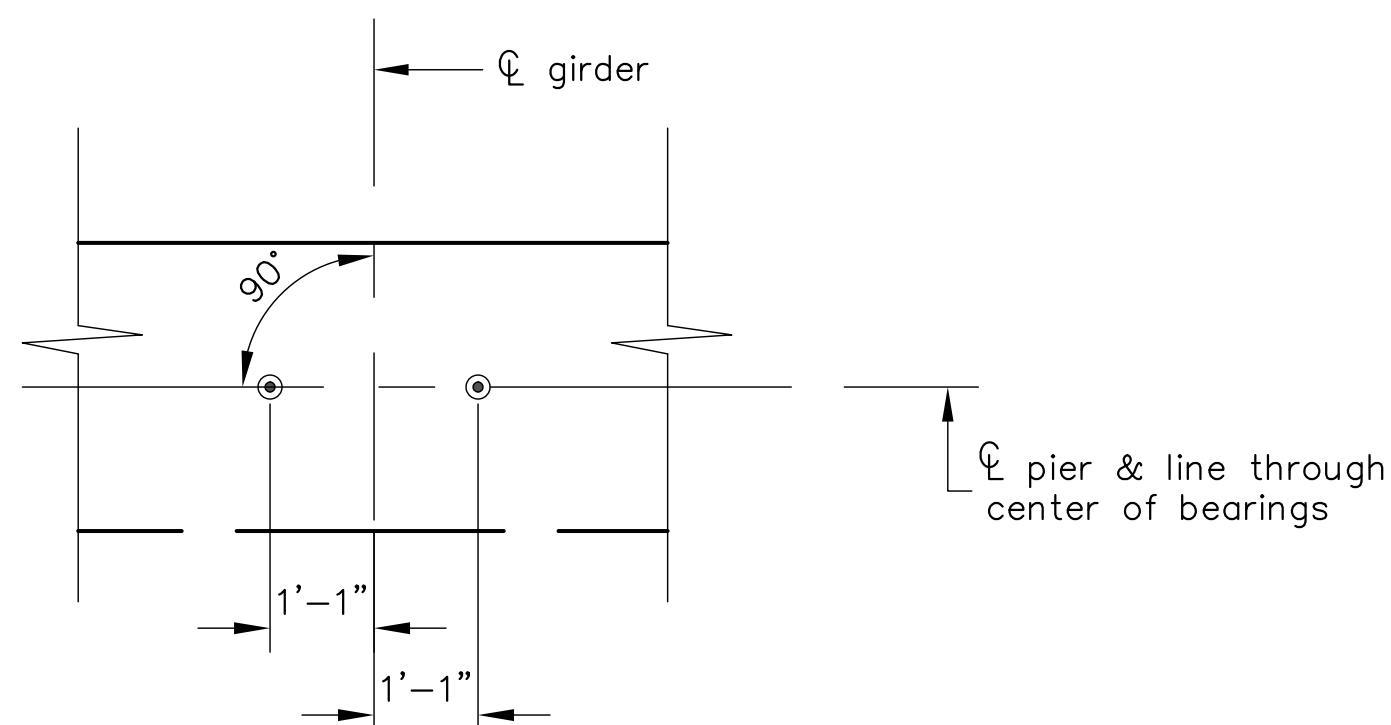 ℄ girder
90°
℄ pier & line through
center of bearings
1'-1"
1'-1"